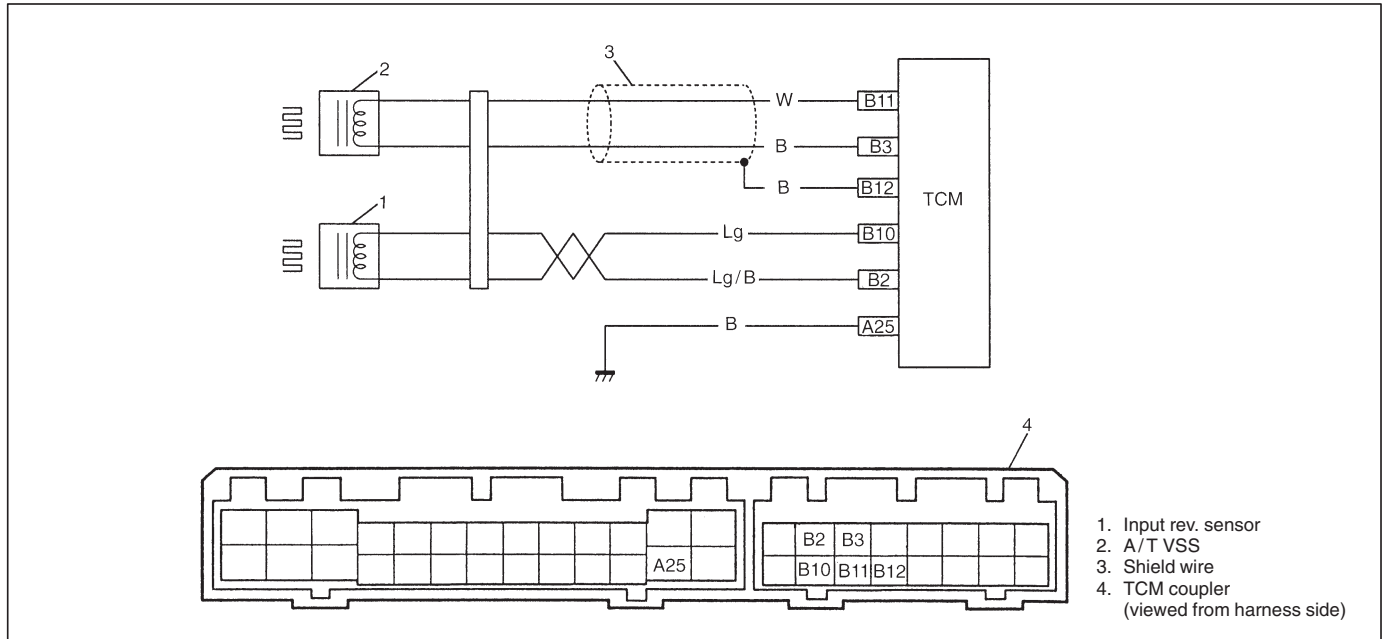 3
2
W
B11
B
B3
B
B12
TCM
1
Lg
B10
Lg/B
B2
B
A25
4
B2 B3
A25 B10 B11 B12
1. Input rev. sensor
2. A/T VSS
3. Shield wire
4. TCM coupler
(viewed from harness side)